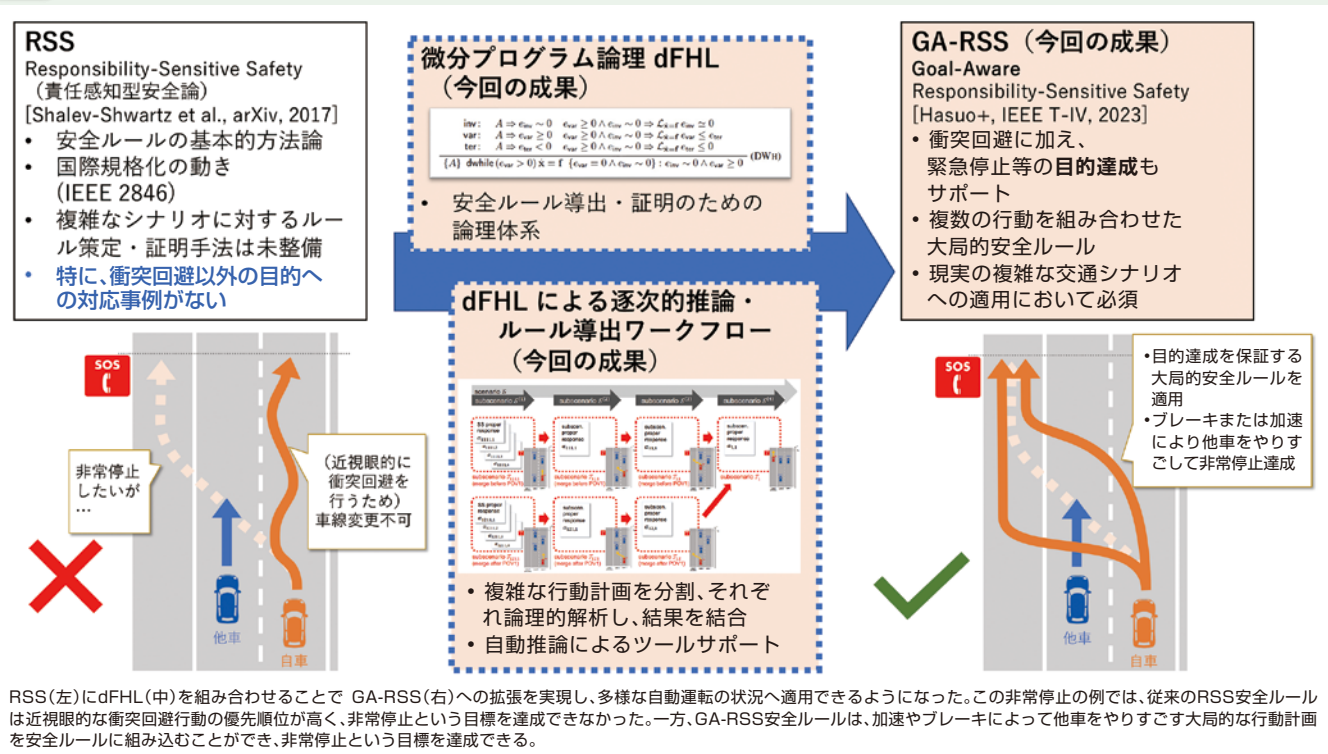 RSS
Responsibility-Sensitive Safety
（責任感知型安全論）
[Shalev-Shwartz et al., arXiv, 2017]
• 安全ルールの基本的方法論
• 国際規格化の動き
(IEEE 2846)
• 複雑なシナリオに対するルー
ル策定・証明手法は未整備
• 特に、衝突回避以外の目的へ
の対応事例がない
微分プログラム論理 dFHL
（今回の成果）
inv:
var:
ter:
(DWH)
• 安全ルール導出・証明のための
論理体系
dFHL による逐次的推論・
ルール導出ワークフロー
（今回の成果）
• 複雑な行動計画を分割、それぞ
れ論理的解析し、結果を結合
• 自動推論によるツールサポート
GA-RSS（今回の成果）
Goal-Aware
Responsibility-Sensitive Safety
[Hasuo+, IEEE T-IV, 2023]
• 衝突回避に加え、
緊急停止等の目的達成も
サポート
• 複数の行動を組み合わせた
大局的安全ルール
• 現実の複雑な交通シナリオ
への適用において必須
SOS
非常停止
したいが
…
（近視眼的に
衝突回避を
行うため）
車線変更不可
他車
自車
SOS
•目的達成を保証する
大局的安全ルールを
適用
•ブレーキまたは加速
により他車をやりす
ごして非常停止達成
他車
自車
RSS（左）にdFHL（中）を組み合わせることで GA-RSS（右）への拡張を実現し、多様な自動運転の状況へ適用できるようになった。この非常停止の例では、従来のRSS安全ルール
は近視眼的な衝突回避行動の優先順位が高く、非常停止という目標を達成できなかった。一方、GA-RSS安全ルールは、加速やブレーキによって他車をやりすごす大局的な行動計画
を安全ルールに組み込むことができ、非常停止という目標を達成できる。